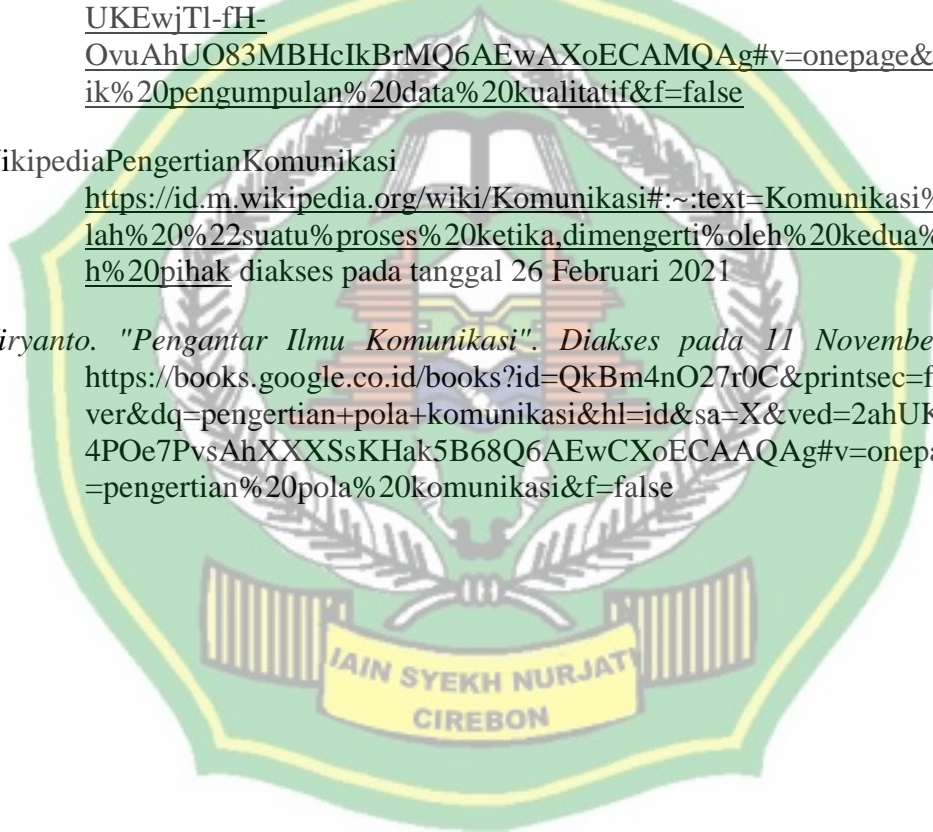 UKEwjTl-fH-
OvuAhUO83MBHcIkBrMQ6AEwAXoECAMQAg#v=onepage&
ik%20pengumpulan%20data%20kualitatif&f=false
ikipediaPengertianKomunikasi
https://id.m.wikipedia.org/wiki/Komunikasi#:~:text=Komunikasi%
lah%20%22suatu%proses%20ketika,dimengerti%oleh%20kedua%
h%20pihak diakses pada tanggal 26 Februari 2021
iryanto. "Pengantar Ilmu Komunikasi". Diakses pada 11 Novembe
https://books.google.co.id/books?id=QkBm4nO27r0C&printsec=f
ver&dq=pengertian+pola+komunikasi&hl=id&sa=X&ved=2ahUK
4POe7PvsAhXXXSsKHak5B68Q6AEwCXoECAAQAg#v=onepa
=pengertian%20pola%20komunikasi&f=false
IAIN SYEKH NURJATI
CIREBON